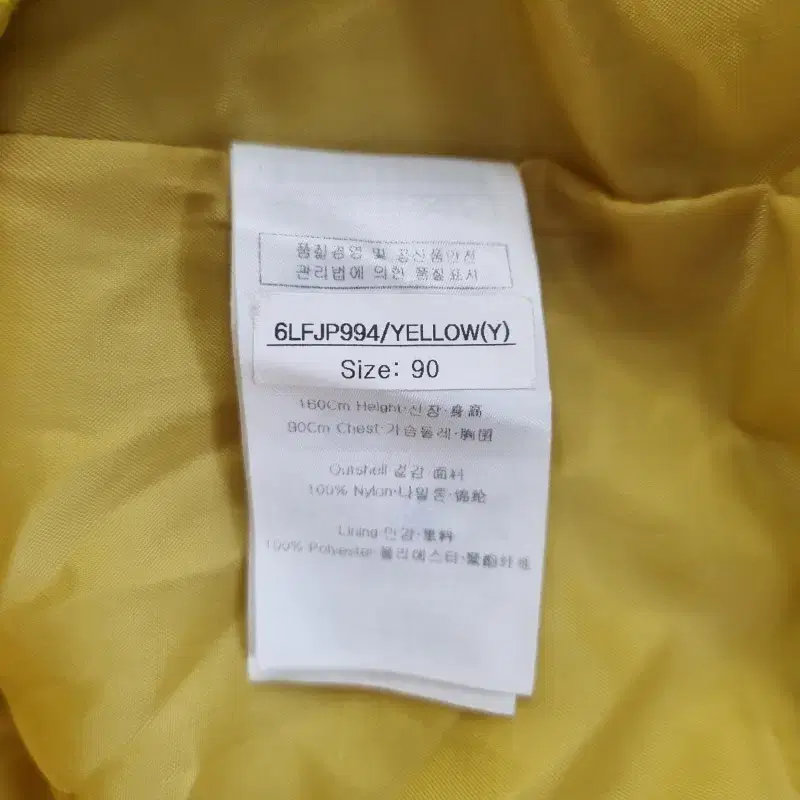 품질경영 및 공산품안전
관리법에 의한 품질표시
6LFJP994/YELLOW(Y)
Size: 90
160Cm Height·신장·身高
90Cm Chest·가슴둘레·胸围
Outshell 겉감 面料
100% Nylon·나일론·锦纶
Lining 안감·里料
100% Polyester 폴리에스터·聚酯纤维